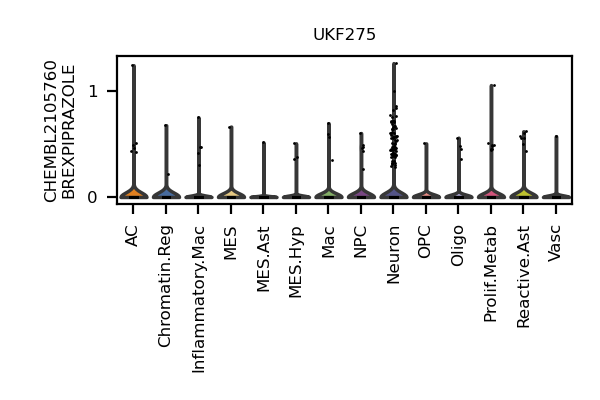 UKF275
CHEMBL2105760
BREXPIPRAZOLE
1
0
AC
Chromatin.Reg
Inflammatory.Mac
MES
MES.Ast
MES.Hyp
Mac
NPC
Neuron
OPC
Oligo
Prolif.Metab
Reactive.Ast
Vasc